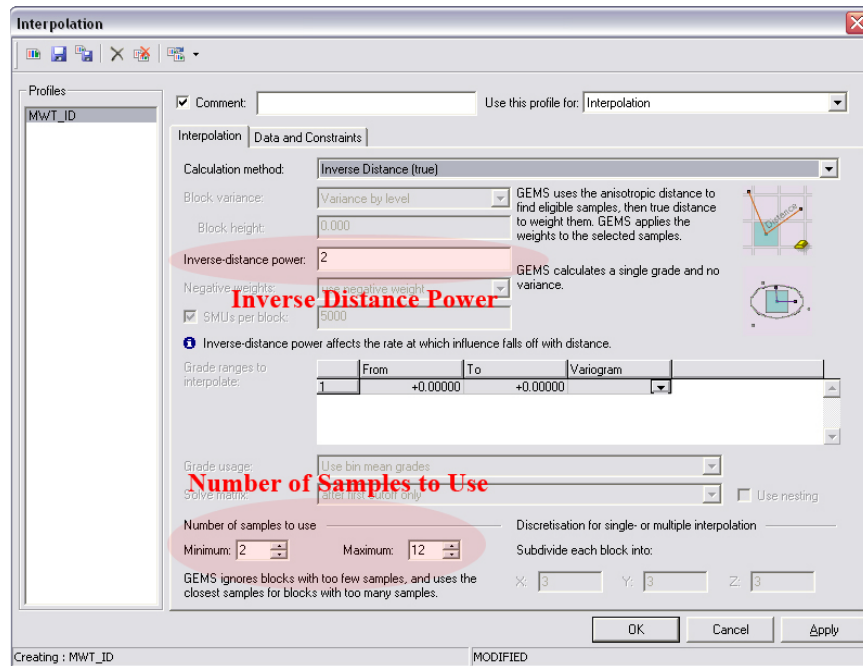 Interpolation
Profiles
MWT_ID
Comment:
Use this profile for: Interpolation
Interpolation
Data and Constraints
Calculation method: Inverse Distance (true)
Block variance: Variance by level
Block height: 0.000
Inverse-distance power: 2
GEMS uses the anisotropic distance to
find eligible samples, then true distance
to weight them. GEMS applies the
weights to the selected samples.
GEMS calculates a single grade and no
variance.
Distance
Negative weights: use negative weight
Inverse Distance Power
SMUs per block: 5000
Inverse-distance power affects the rate at which influence falls off with distance.
Grade ranges to
interpolate:
From To Variogram
1 +0.00000 +0.00000
Grade usage: Use bin mean grades
Number of Samples to Use
Solve matrix: after first cutoff only
Use nesting
Number of samples to use
Minimum: 2 Maximum: 12
GEMS ignores blocks with too few samples, and uses the
closest samples for blocks with too many samples.
Discretisation for single- or multiple interpolation
Subdivide each block into:
X: 3 Y: 3 Z: 3
OK Cancel Apply
Creating : MWT_ID MODIFIED